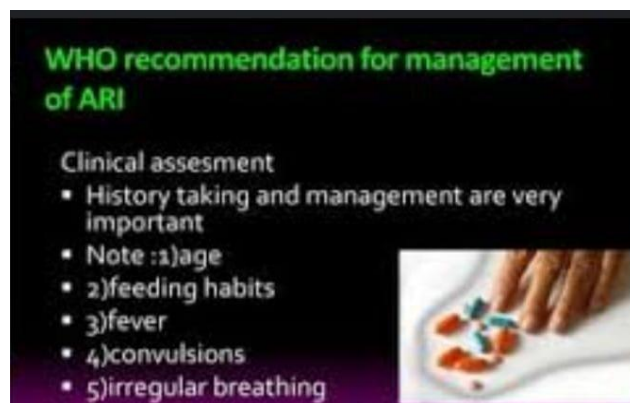 WHO recommendation for management
of ARI
Clinical assesment
▪ History taking and management are very
important
▪ Note :1)age
▪ 2)feeding habits
▪ 3)fever
▪ 4)convulsions
▪ 5)irregular breathing